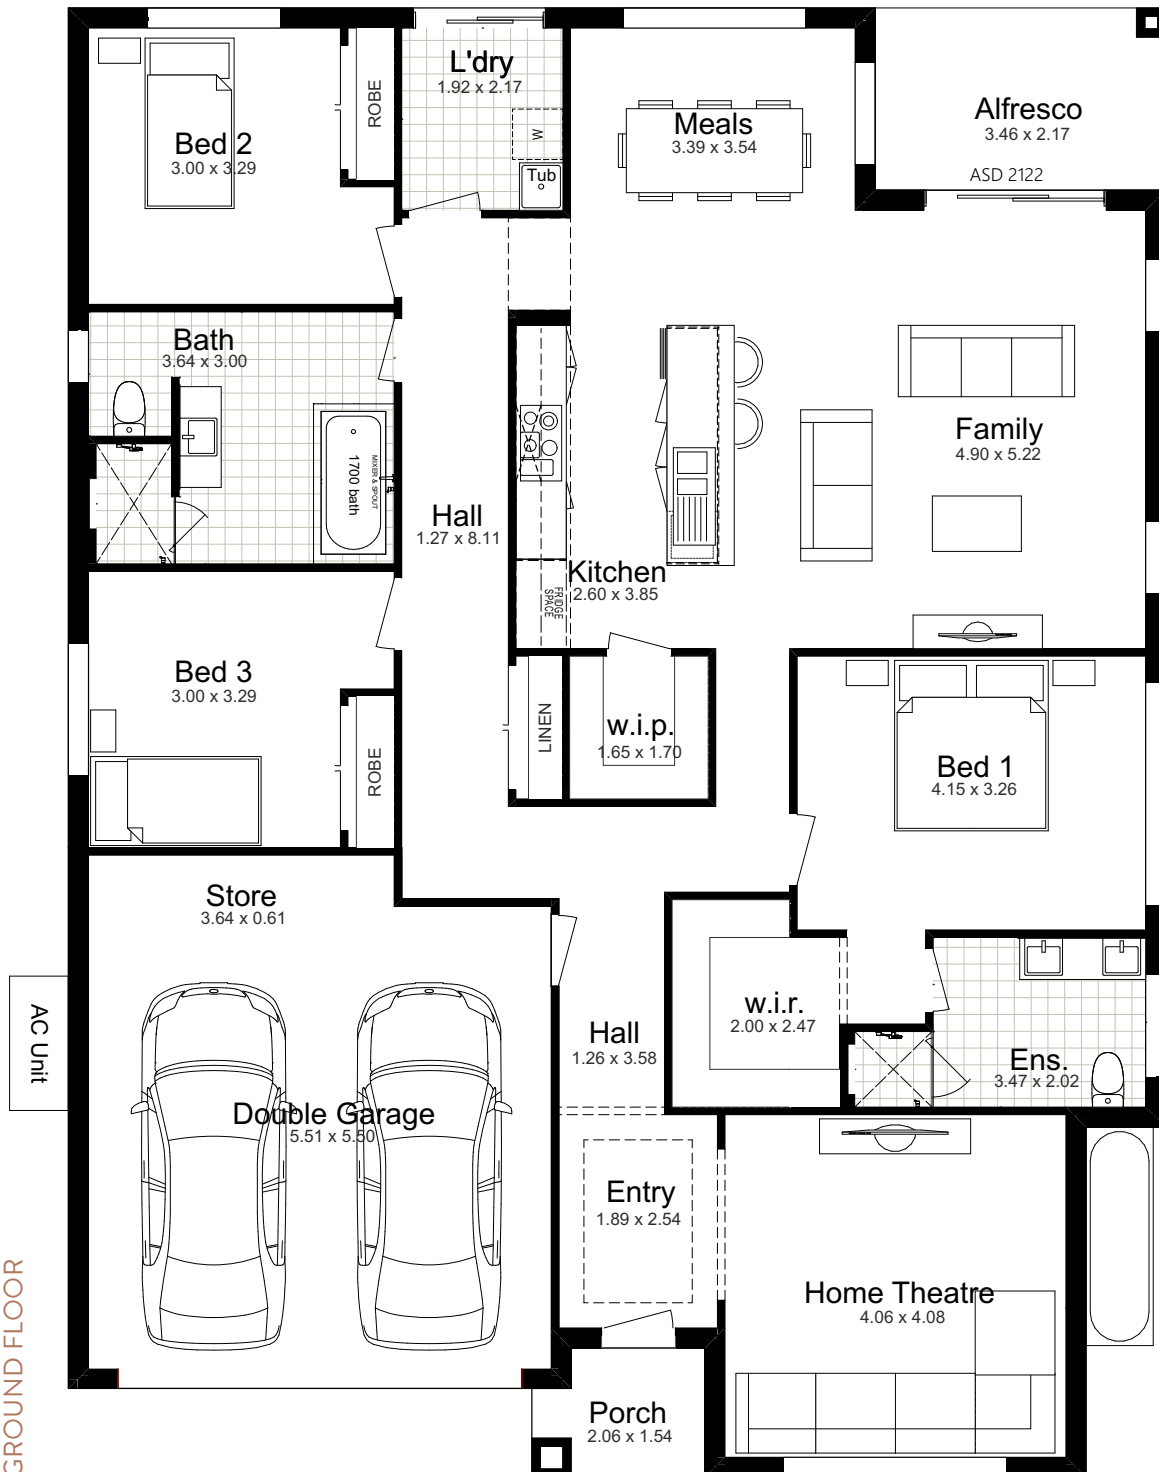 L'dry
1.92 x 2.17
W
Tub
Bed 2
3.00 x 3.29
ROBE
Meals
3.39 x 3.54
Alfresco
3.46 x 2.17
ASD 2122
Bath
3.64 x 3.00
MIXER & SPOUT
1700 bath
Hall
1.27 x 8.11
Family
4.90 x 5.22
Kitchen
2.60 x 3.85
FRIDGE
SPACE
Bed 3
3.00 x 3.29
ROBE
LINEN
w.i.p.
1.65 x 1.70
Bed 1
4.15 x 3.26
Store
3.64 x 0.61
AC Unit
w.i.r.
2.00 x 2.47
Hall
1.26 x 3.58
Ens.
3.47 x 2.02
Double Garage
5.51 x 5.50
Entry
1.89 x 2.54
Home Theatre
4.06 x 4.08
Porch
2.06 x 1.54
GROUND FLOOR